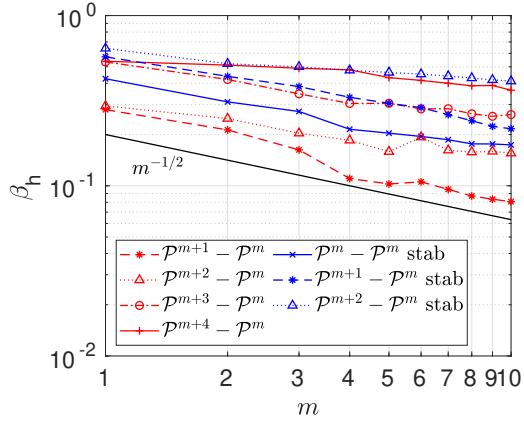 10^0
10^{-1}
10^{-2}
β_h
m^{-1/2}
P^{m+1} − P^m
P^{m+2} − P^m
P^{m+3} − P^m
P^{m+4} − P^m
P^m − P^m stab
P^{m+1} − P^m stab
P^{m+2} − P^m stab
1 2 3 4 5 6 7 8 9 10
m